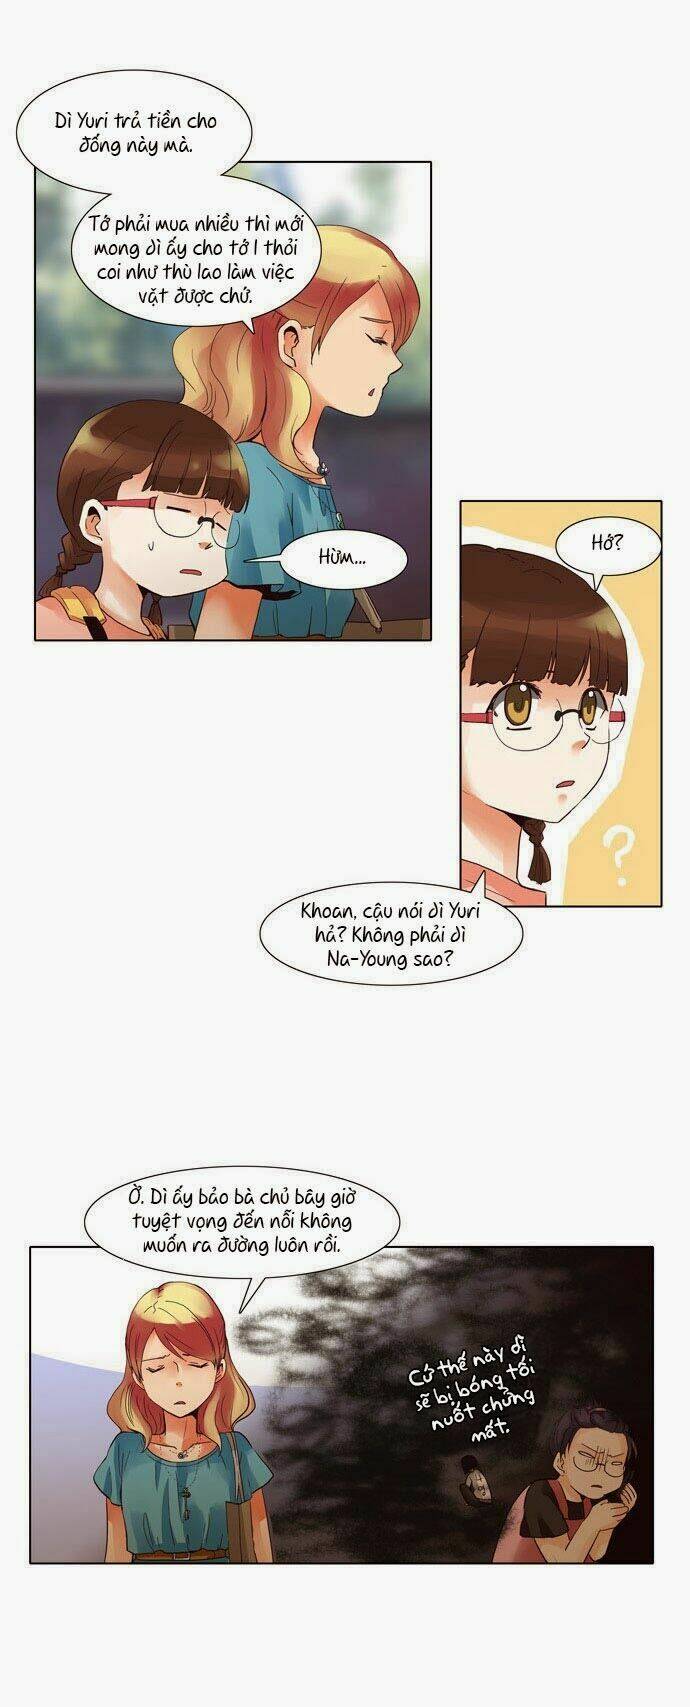 Dì Yuri trả tiền cho
đống này mà.
Tớ phải mua nhiều thì mới
mong dì ấy cho tớ 1 thỏi
coi như thù lao làm việc
vặt được chứ.
Hừm...
Hớ?
?
Khoan, cậu nói dì Yuri
hả? Không phải dì
Na-Young sao?
Ờ. Dì ấy bảo bà chủ bây giờ
tuyệt vọng đến nỗi không
muốn ra đường luôn rồi.
Cứ thế này dì
sẽ bị bóng tối
nuốt chửng
mất.